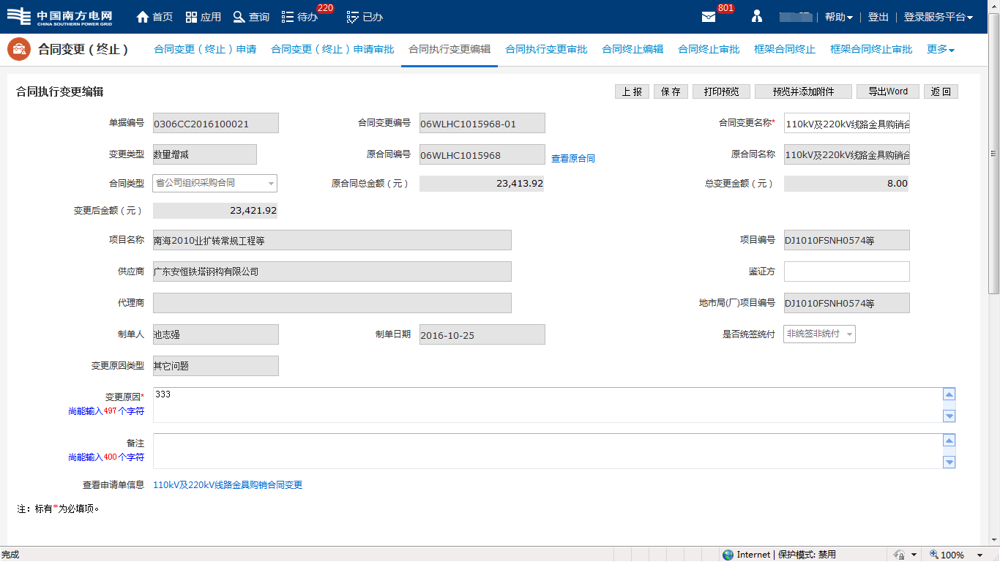 中国南方电网
CHINA SOUTHERN POWER GRID
首页 应用 查询 待办 220 已办 801 帮助 登出 登录服务平台
合同变更（终止） 合同变更（终止）申请 合同变更（终止）申请审批 合同执行变更编辑 合同执行变更审批 合同终止编辑 合同终止审批 框架合同终止 框架合同终止审批 更多
合同执行变更编辑 上报 保存 打印预览 预览并添加附件 导出Word 返回
单据编号 0306CC2016100021 合同变更编号 06WLHC1015968-01 合同变更名称* 110kV及220kV线路金具购销合
变更类型 数量增减 原合同编号 06WLHC1015968 查看原合同 原合同名称 110kV及220kV线路金具购销合
合同类型 省公司组织采购合同 原合同总金额（元） 23,413.92 总变更金额（元） 8.00
变更后金额（元） 23,421.92
项目名称 南海2010业扩转常规工程等 项目编号 DJ1010FSNH0574等
供应商 广东安恒铁塔钢构有限公司 鉴证方
代理商 地市局(厂)项目编号 DJ1010FSNH0574等
制单人 池志强 制单日期 2016-10-25 是否统签统付 非统签非统付
变更原因类型 其它问题
变更原因* 333
尚能输入497个字符
备注
尚能输入400个字符
查看申请单信息 110kV及220kV线路金具购销合同变更
注：标有*为必填项。
完成 Internet | 保护模式: 禁用 100%